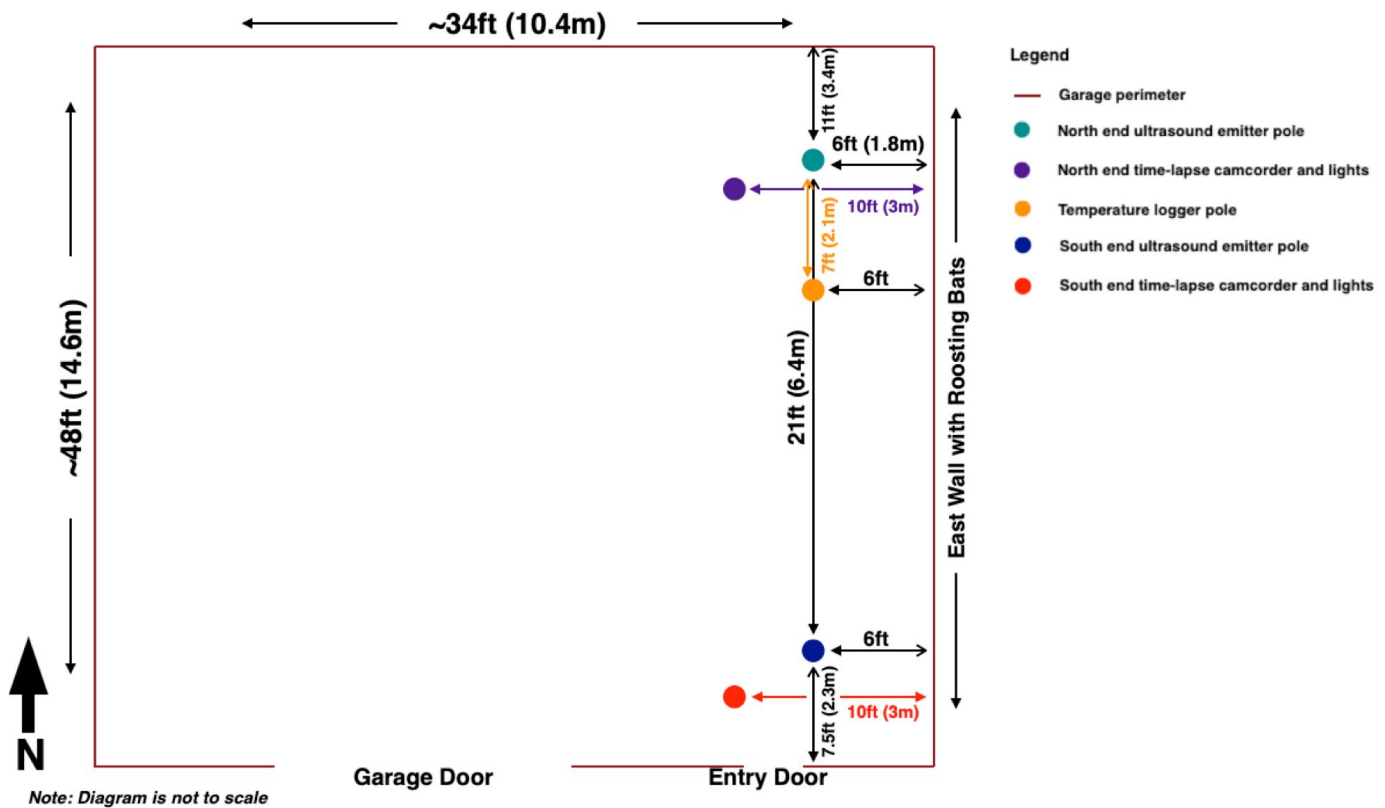 ~34ft (10.4m)
11ft (3.4m)
6ft (1.8m)
10ft (3m)
7ft (2.1m)
6ft
~48ft (14.6m)
21ft (6.4m)
East Wall with Roosting Bats
6ft
10ft (3m)
7.5ft (2.3m)
N
Garage Door
Entry Door
Note: Diagram is not to scale
Legend
Garage perimeter
North end ultrasound emitter pole
North end time-lapse camcorder and lights
Temperature logger pole
South end ultrasound emitter pole
South end time-lapse camcorder and lights